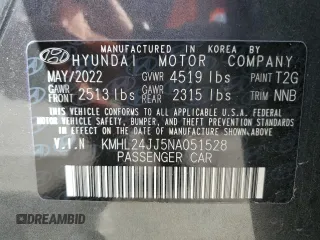 MANUFACTURED IN KOREA BY
HYUNDAI MOTOR COMPANY
MAY/2022 GVWR 4519 lbs PAINT T2G
GAWR FRONT 2513 lbs GAWR REAR 2315 lbs TRIM NNB
THIS VEHICLE CONFORMS TO ALL APPLICABLE U.S.A. FEDERAL
MOTOR VEHICLE SAFETY, BUMPER, AND THEFT PREVENTION
STANDARDS IN EFFECT ON THE DATE OF MANUFACTURE SHOWN ABOVE.
V.I.N KMHL24JJ5NA051528
PASSENGER CAR
© DEALERBID AI